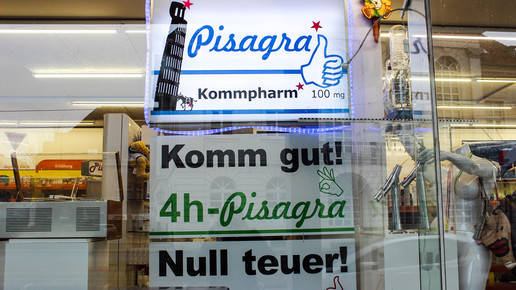 Pisagra
Kommpharm 100 mg
Komm gut!
4h-Pisagra
Null teuer!